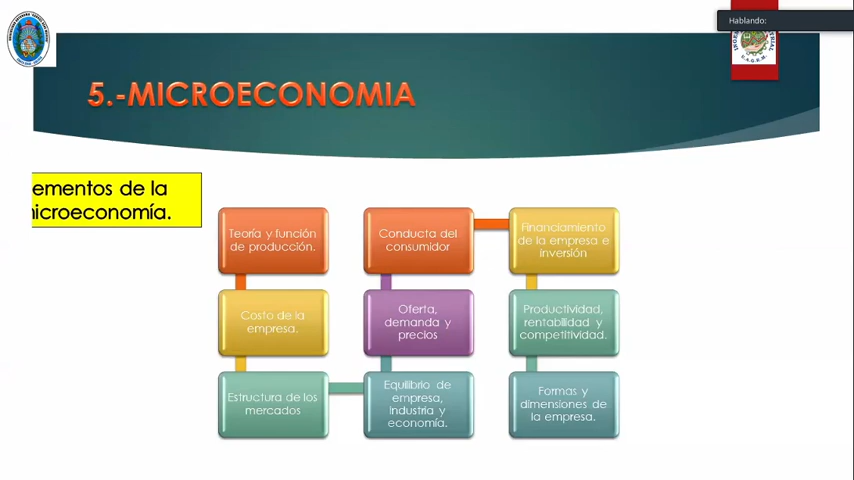 Hablando:
5.-MICROECONOMIA
ementos de la
icroeconomía.
Teoría y función
de producción.
Costo de la
empresa.
Estructura de los
mercados
Equilibrio de
empresa,
Industria y
economía.
Oferta,
demanda y
precios
Conducta del
consumidor
Financiamiento
de la empresa e
inversión
Productividad,
rentabilidad y
competitividad.
Formas y
dimensiones de
la empresa.
U.A.G.R.M.